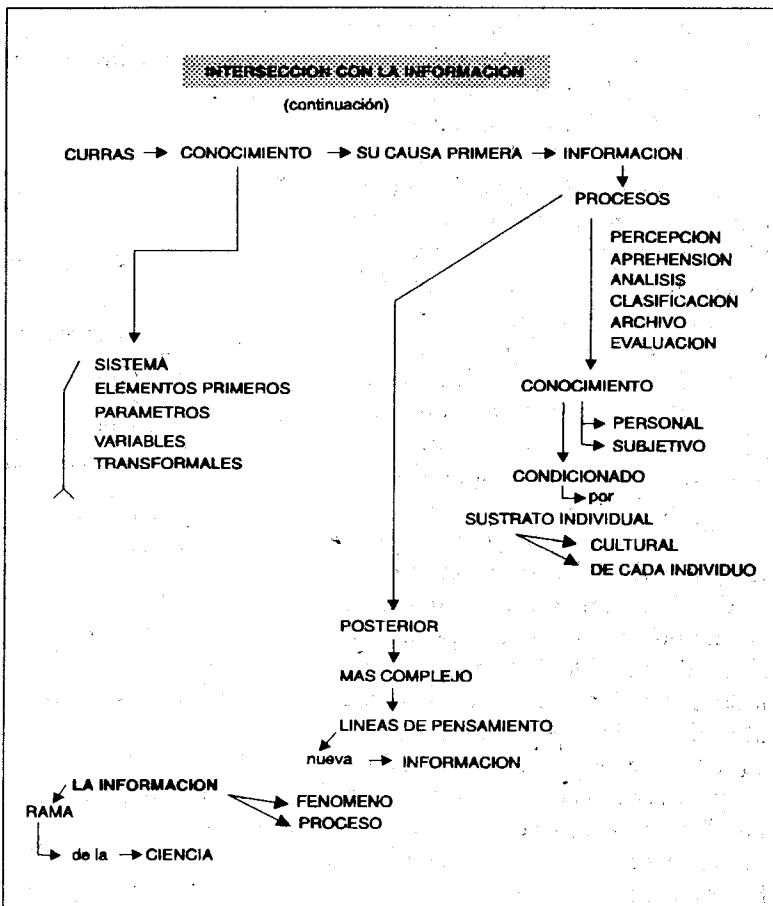 INTERSECCION CON LA INFORMACION
(continuación)
CURRAS → CONOCIMIENTO → SU CAUSA PRIMERA → INFORMACION
PROCESOS
PERCEPCION
APREHENSION
ANALISIS
CLASIFICACION
ARCHIVO
EVALUACION
SISTEMA
ELEMENTOS PRIMEROS
PARAMETROS
VARIABLES
TRANSFORMALES
CONOCIMIENTO
PERSONAL
SUBJETIVO
CONDICIONADO
por
SUSTRATO INDIVIDUAL
CULTURAL
DE CADA INDIVIDUO
POSTERIOR
MAS COMPLEJO
LINEAS DE PENSAMIENTO
nueva → INFORMACION
LA INFORMACION
FENOMENO
PROCESO
RAMA
de la → CIENCIA